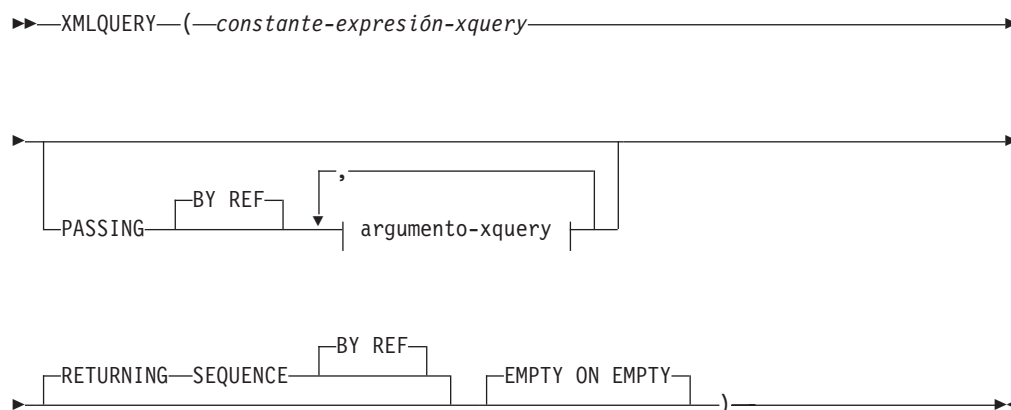 XMLQUERY ( constante-expresión-xquery
,
BY REF
PASSING argumento-xquery
BY REF
RETURNING SEQUENCE EMPTY ON EMPTY
)